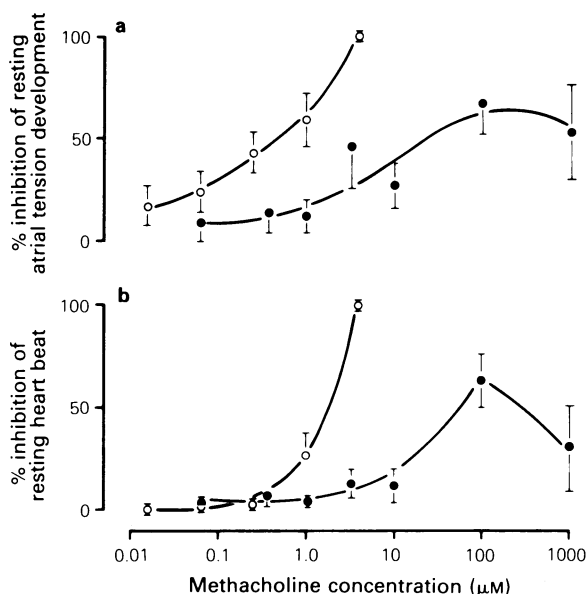 a
% inhibition of resting
atrial tension development
100
50
0
b
% inhibition of
resting heart beat
100
50
0
0.01 0.1 1.0 10 100 1000
Methacholine concentration (μM)